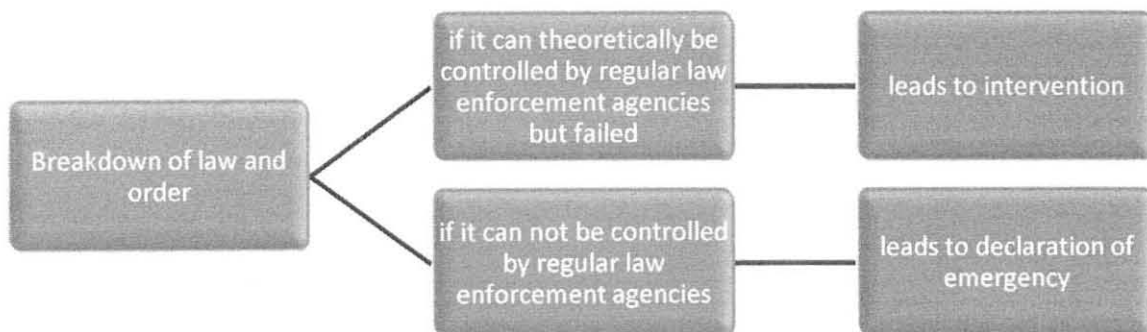 Breakdown of law and
order
if it can theoretically be
controlled by regular law
enforcement agencies
but failed
leads to intervention
if it can not be controlled
by regular law
enforcement agencies
leads to declaration of
emergency